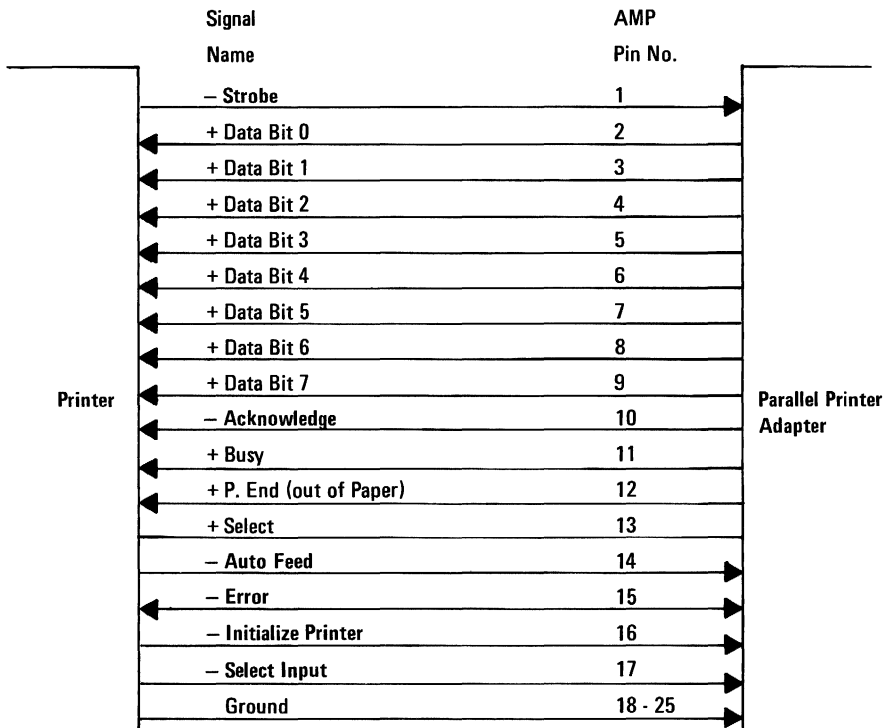 Signal AMP
Name Pin No.
– Strobe 1
+ Data Bit 0 2
+ Data Bit 1 3
+ Data Bit 2 4
+ Data Bit 3 5
+ Data Bit 4 6
+ Data Bit 5 7
+ Data Bit 6 8
+ Data Bit 7 9
Printer
Parallel Printer
Adapter
– Acknowledge 10
+ Busy 11
+ P. End (out of Paper) 12
+ Select 13
– Auto Feed 14
– Error 15
– Initialize Printer 16
– Select Input 17
Ground 18 - 25